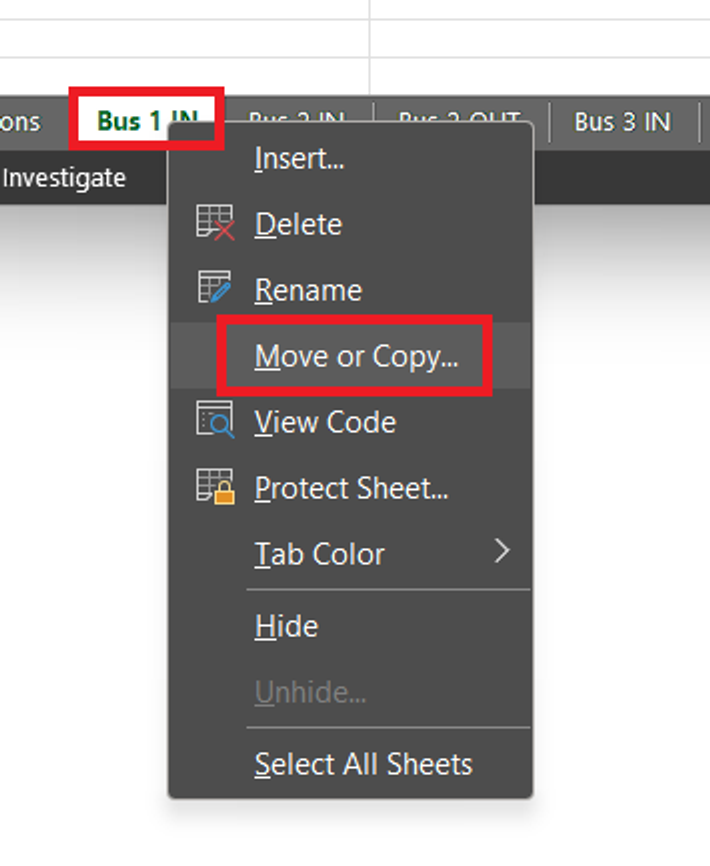 ons Bus 1 IN Bus 2 IN Bus 2 OUT Bus 3 IN
Investigate
Insert...
Delete
Rename
Move or Copy...
View Code
Protect Sheet...
Tab Color
Hide
Unhide...
Select All Sheets